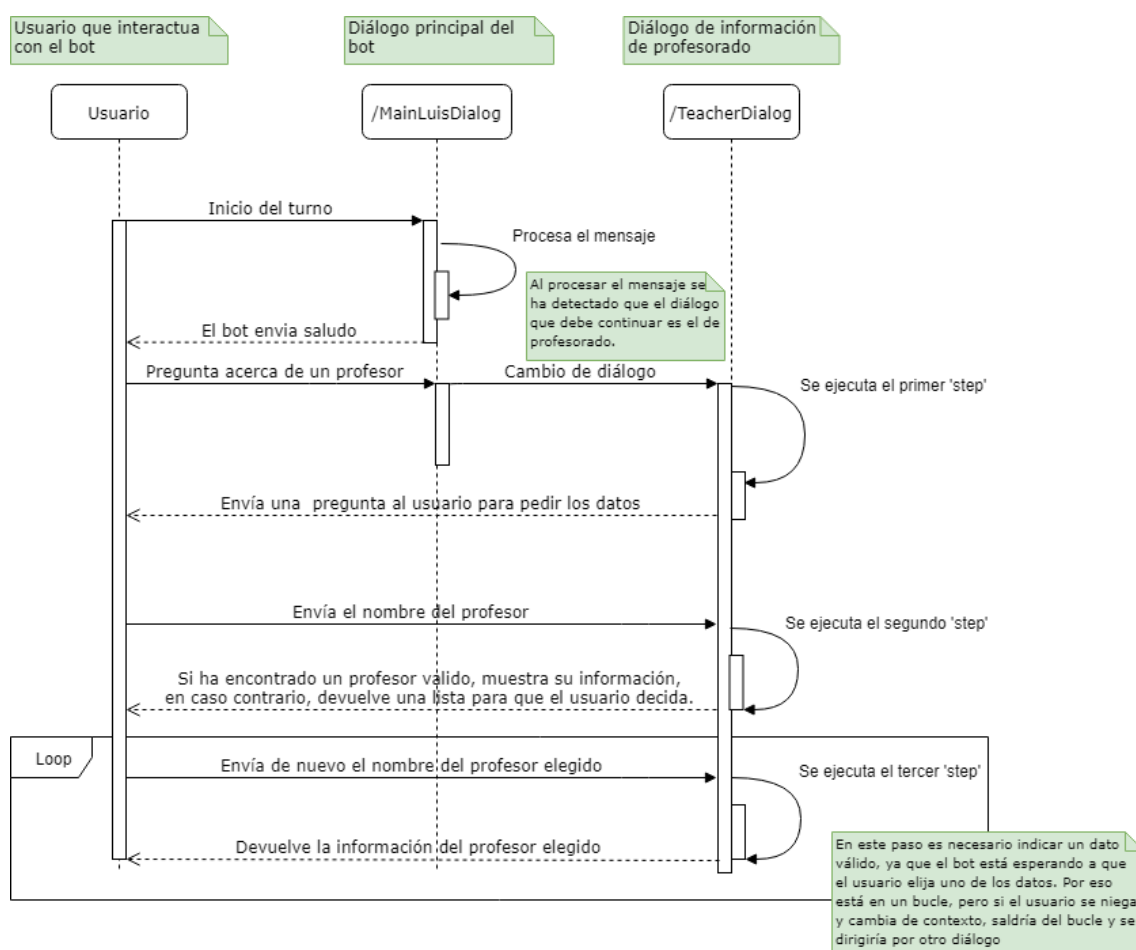 Usuario que interactua
con el bot
Diálogo principal del
bot
Diálogo de información
de profesorado
Usuario
/MainLuisDialog
/TeacherDialog
Inicio del turno
Procesa el mensaje
Al procesar el mensaje se
ha detectado que el diálogo
que debe continuar es el de
profesorado.
El bot envia saludo
Pregunta acerca de un profesor
Cambio de diálogo
Se ejecuta el primer 'step'
Envía una pregunta al usuario para pedir los datos
Envía el nombre del profesor
Se ejecuta el segundo 'step'
Si ha encontrado un profesor válido, muestra su información,
en caso contrario, devuelve una lista para que el usuario decida.
Loop
Envía de nuevo el nombre del profesor elegido
Se ejecuta el tercer 'step'
Devuelve la información del profesor elegido
En este paso es necesario indicar un dato
válido, ya que el bot está esperando a que
el usuario elija uno de los datos. Por eso
está en un bucle, pero si el usuario se niega
y cambia de contexto, saldría del bucle y se
dirigiría por otro diálogo